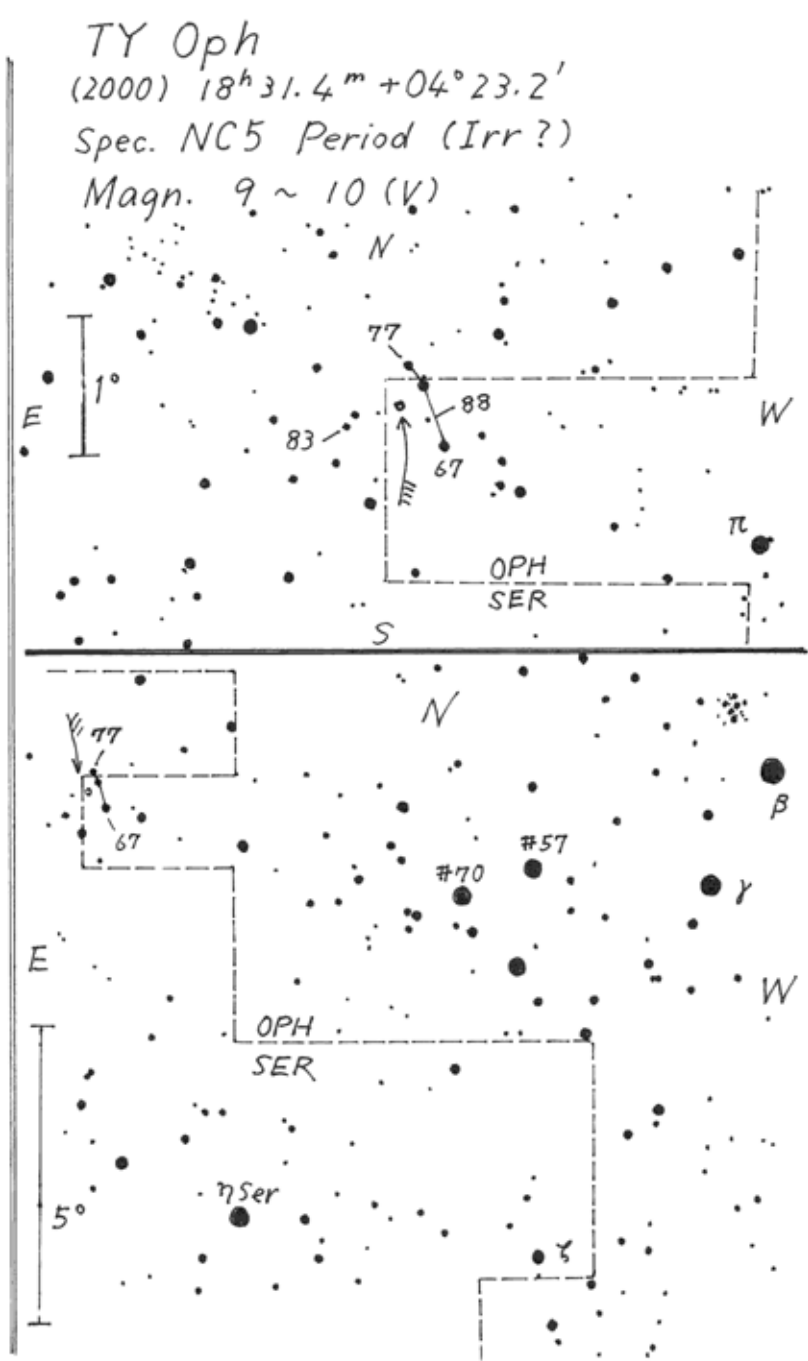 TY Oph
(2000) 18ʰ31.4ᵐ +04°23.2′
Spec. NC5 Period (Irr?)
Magn. 9 ~ 10 (V)
N
77
1°
88
E
W
83
67
π
OPH
SER
S
N
77
β
67
#57
#70
γ
E
W
OPH
SER
5°
ηSer
ζ